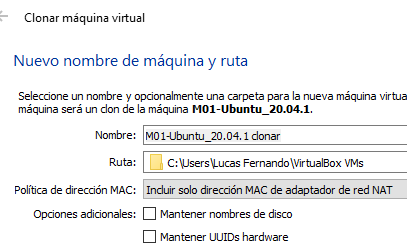 Clonar máquina virtual
Nuevo nombre de máquina y ruta
Seleccione un nombre y opcionalmente una carpeta para la nueva máquina virtua
máquina será un clon de la máquina M01-Ubuntu_20.04.1.
Nombre: M01-Ubuntu_20.04.1 clonar
Ruta: C:\Users\Lucas Fernando\VirtualBox VMs
Política de dirección MAC: Incluir solo dirección MAC de adaptador de red NAT
Opciones adicionales: Mantener nombres de disco
Mantener UUIDs hardware